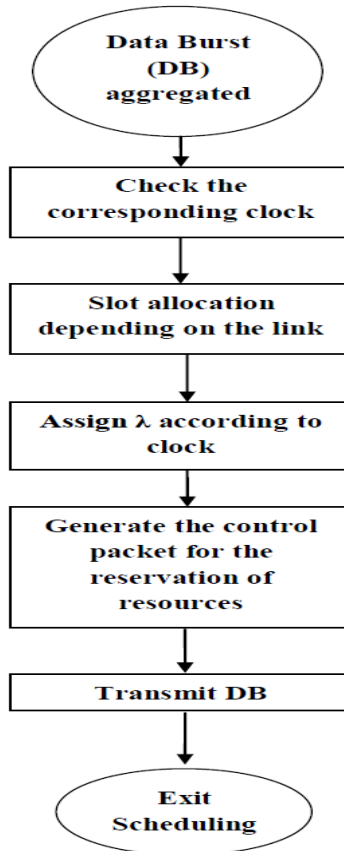 Data Burst
(DB)
aggregated
Check the
corresponding clock
Slot allocation
depending on the link
Assign λ according to
clock
Generate the control
packet for the
reservation of
resources
Transmit DB
Exit
Scheduling